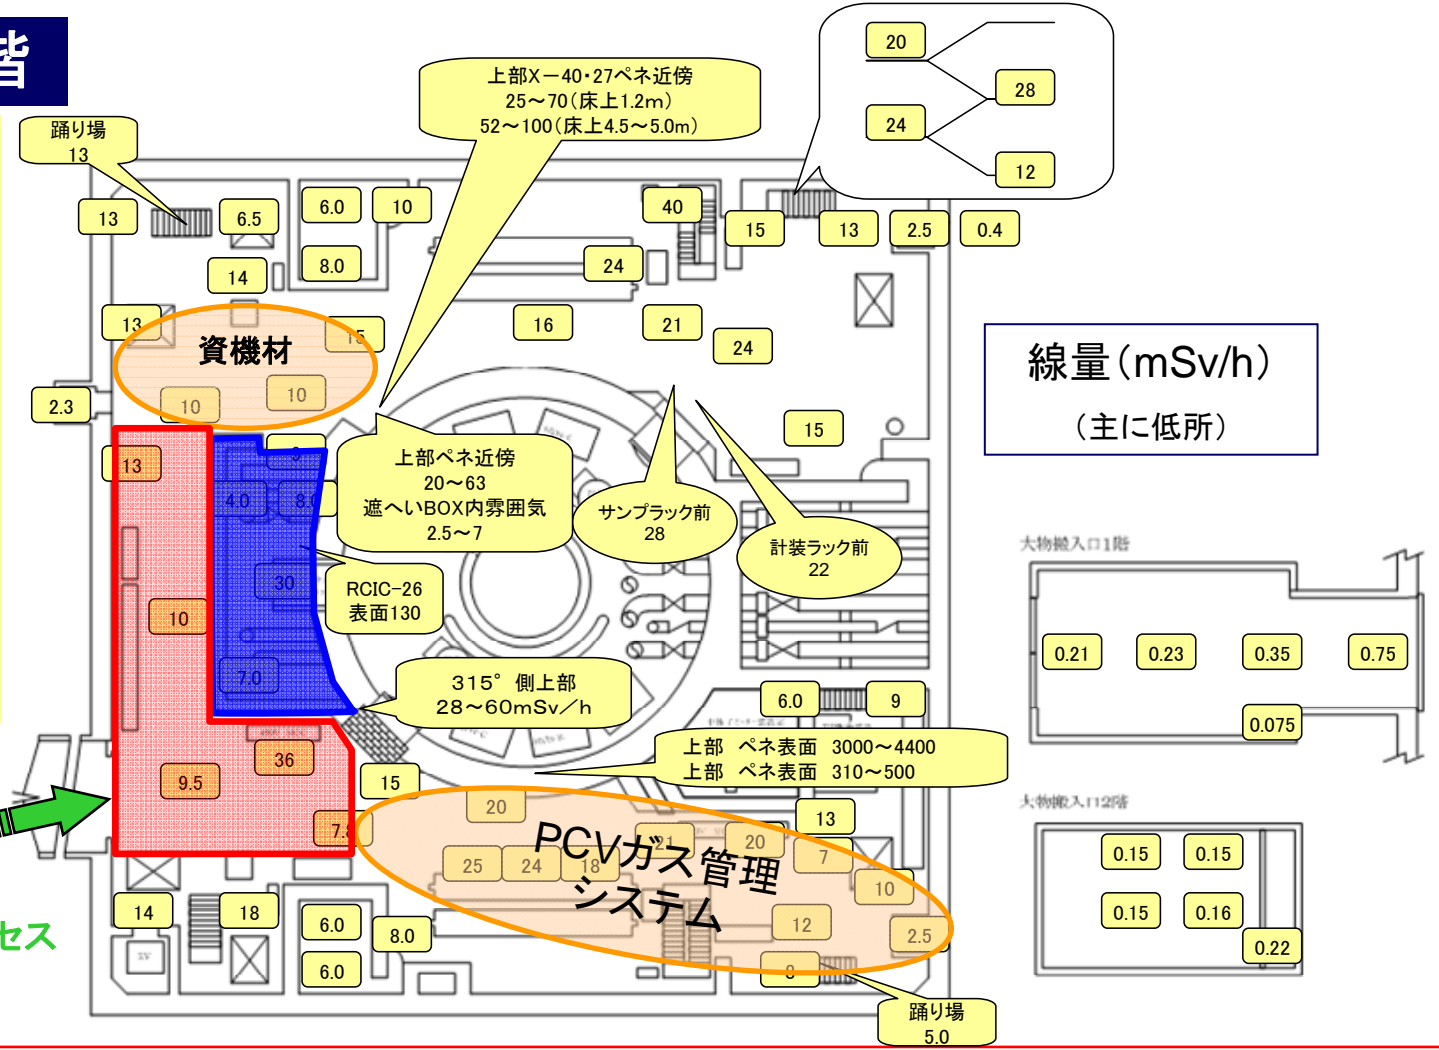 階
踊り場
13
上部X－40・27ペネ近傍
25～70（床上1.2m）
52～100（床上4.5～5.0m）
20
28
24
12
13
6.5
6.0
10
40
15
13
2.5
0.4
8.0
14
24
13
15
16
21
24
資機材
線量（mSv/h）
（主に低所）
2.3
10
10
15
上部ペネ近傍
20～63
遮へいBOX内雰囲気
2.5～7
13
4.0
サンプラック前
28
計装ラック前
22
30
RCIC-26
表面130
10
7.0
315° 側上部
28～60mSv／h
6.0
9
上部 ペネ表面 3000～4400
上部 ペネ表面 310～500
36
9.5
15
20
13
PCVガス管理
システム
21
20
7
25
24
18
10
14
18
6.0
8.0
12
2.5
6.0
踊り場
5.0
セス
大物搬入口1階
0.21
0.23
0.35
0.75
0.075
大物搬入口2階
0.15
0.15
0.15
0.16
0.22